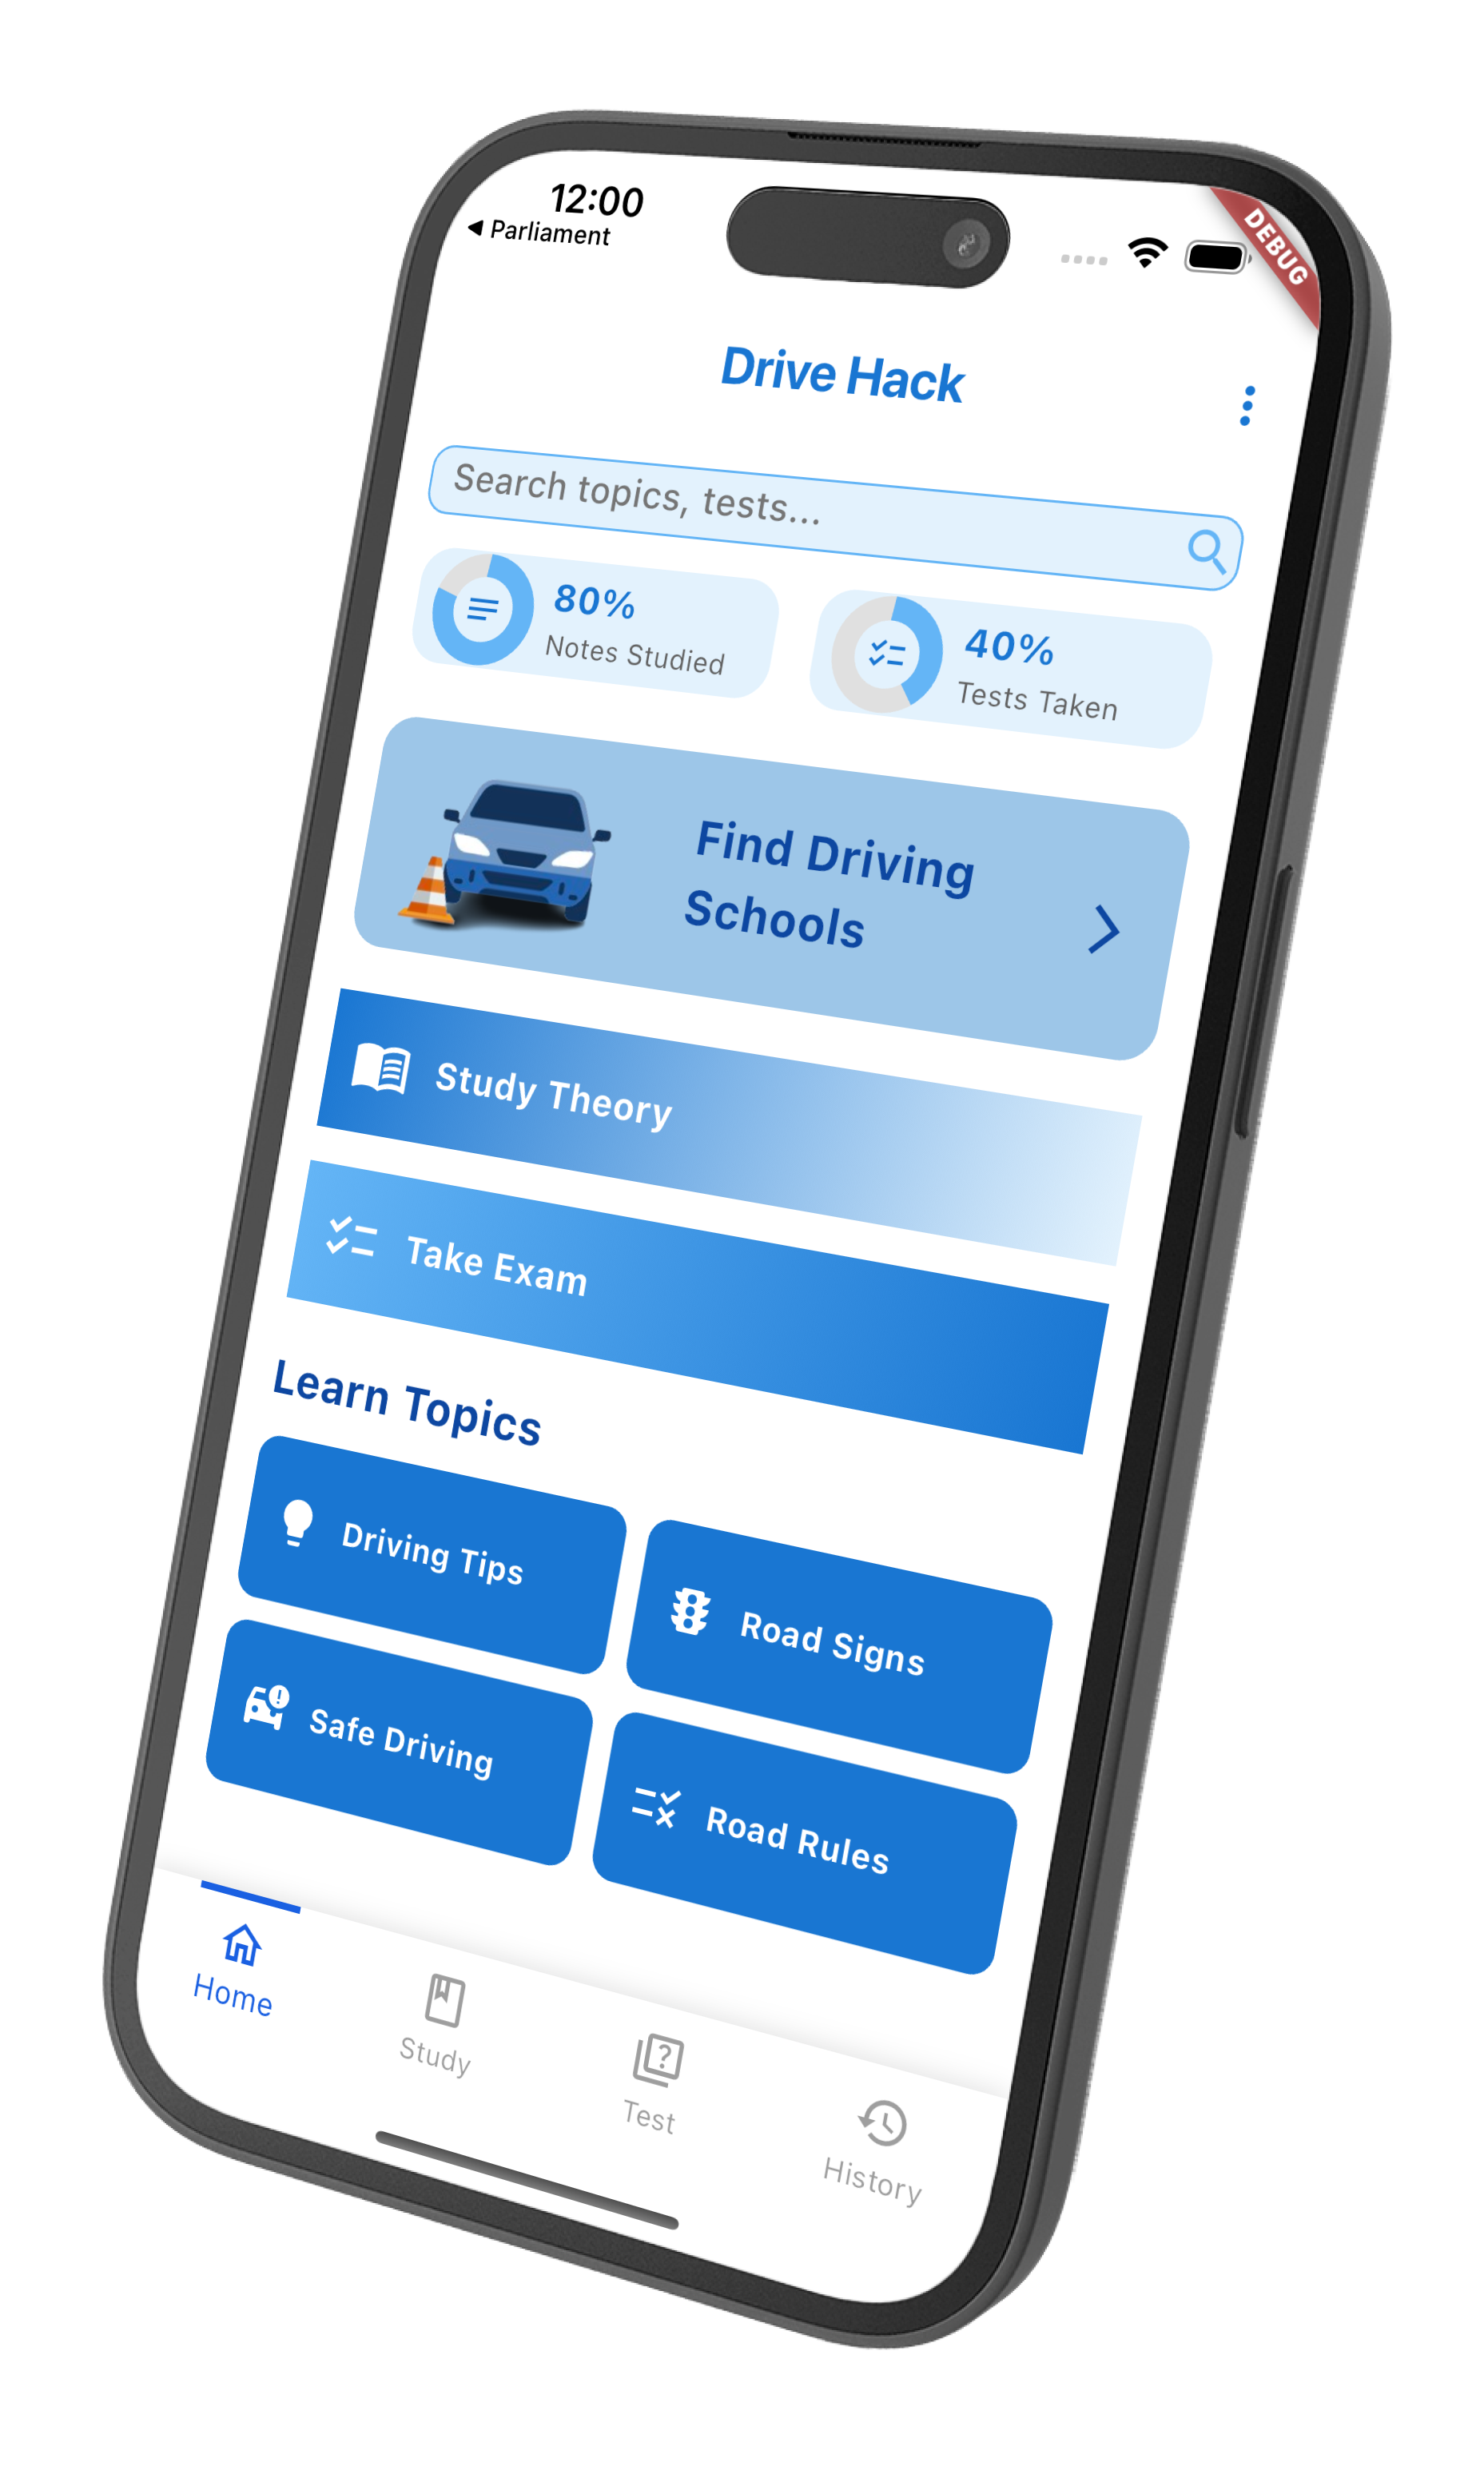 12:00
◀ Parliament
DEBUG
Drive Hack
Search topics, tests...
80%
Notes Studied
40%
Tests Taken
Find Driving
Schools
Study Theory
Take Exam
Learn Topics
Driving Tips
Road Signs
Safe Driving
Road Rules
Home
Study
Test
History